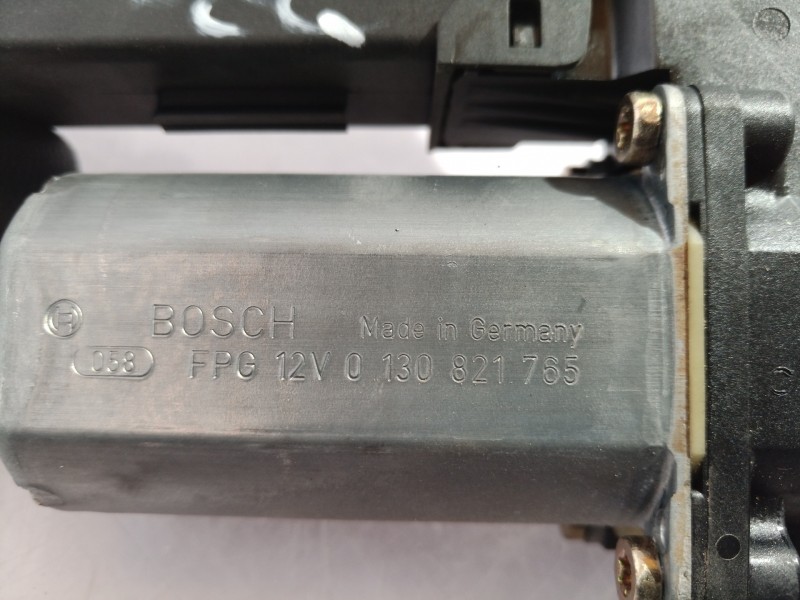 BOSCH Made in Germany
058 FPG 12V 0 130 821 765